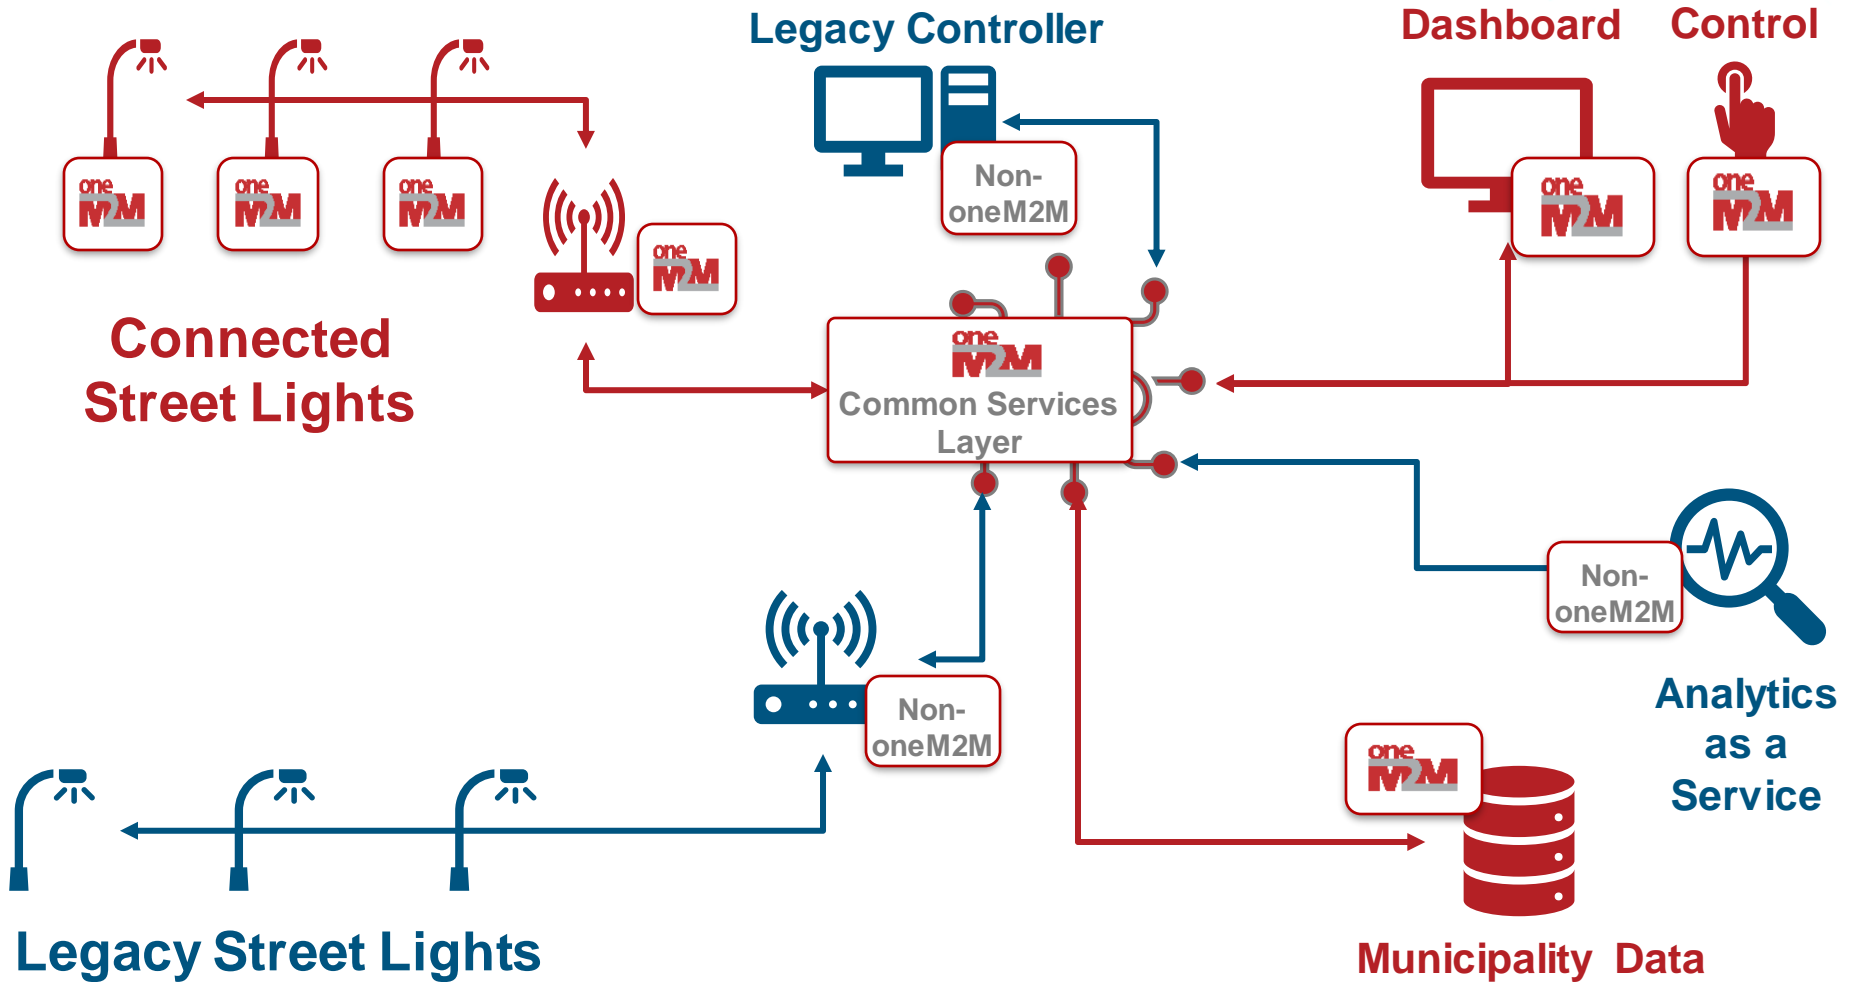 Legacy Controller
Dashboard
Control
one
M2M
one
M2M
one
M2M
Non-
oneM2M
one
M2M
one
M2M
one
M2M
Connected
Street Lights
one
M2M
Common Services
Layer
Non-
oneM2M
Analytics
as a
Service
Non-
oneM2M
one
M2M
Legacy Street Lights
Municipality Data